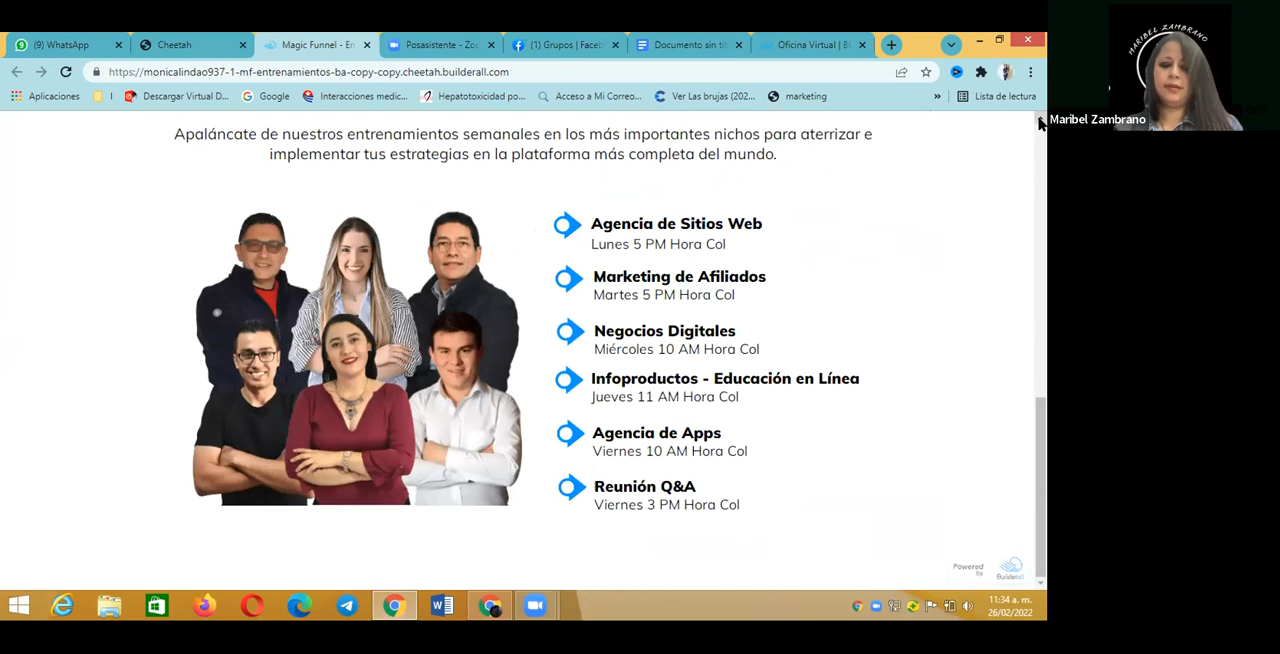 (9) WhatsApp
Cheetah
Magic Funnel - En
Posasistente - Zoo
(1) Grupos | Faceb
Documento sin tít
Oficina Virtual | B
https://monicalindao937-1-mf-entrenamientos-ba-copy-copy.cheetah.builderall.com
Aplicaciones
I
Descargar Virtual D...
Google
Interacciones medic...
Hepatotoxicidad po...
Acceso a Mi Correo...
Ver Las brujas (202...
marketing
»
Lista de lectura
MARIBEL ZAMBRANO
Maribel Zambrano
Apaláncate de nuestros entrenamientos semanales en los más importantes nichos para aterrizar e
implementar tus estrategias en la plataforma más completa del mundo.
Agencia de Sitios Web
Lunes 5 PM Hora Col
Marketing de Afiliados
Martes 5 PM Hora Col
Negocios Digitales
Miércoles 10 AM Hora Col
Infoproductos - Educación en Línea
Jueves 11 AM Hora Col
Agencia de Apps
Viernes 10 AM Hora Col
Reunión Q&A
Viernes 3 PM Hora Col
Powered
by
Builderall
11:34 a. m.
26/02/2022